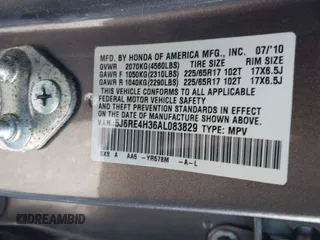 MFD. BY HONDA OF AMERICA MFG., INC. 07/'10
GVWR 2070KG(4560LBS) TIRE SIZE RIM SIZE
GAWR F 1050KG(2310LBS) 225/65R17 102T 17X6.5J
GAWR R 1040KG(2290LBS) 225/65R17 102T 17X6.5J
THIS VEHICLE CONFORMS TO ALL APPLICABLE
FEDERAL MOTOR VEHICLE SAFETY AND THEFT
PREVENTION STANDARDS IN EFFECT ON THE DATE
OF MANUFACTURE SHOWN ABOVE.
V.I.N.: 5J6RE4H36AL083829 TYPE: MPV
SX9 A AA5 -YR578M -A-L